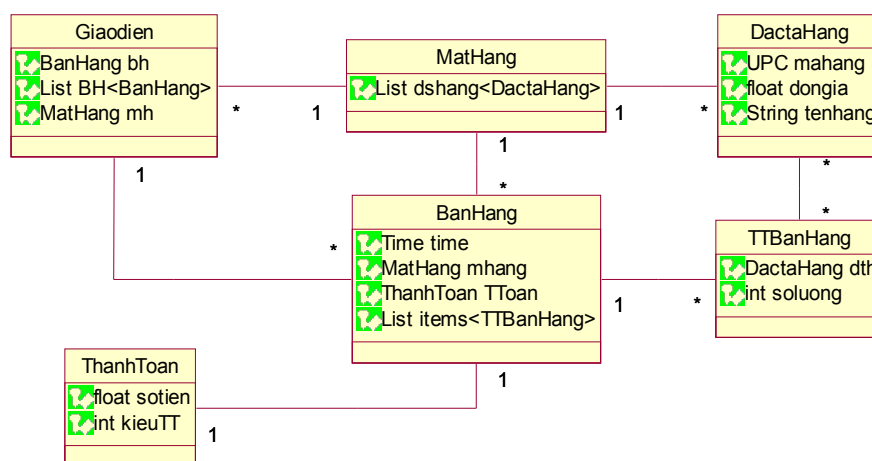 Giaodien
BanHang bh
List BH<BanHang>
MatHang mh
*
1
MatHang
List dshang<DactaHang>
1
*
DactaHang
UPC mahang
float dongia
String tenhang
1
*
1
*
*
*
BanHang
Time time
MatHang mhang
ThanhToan TToan
List items<TTBanHang>
1
*
TTBanHang
DactaHang dth
int soluong
ThanhToan
float sotien
int kieuTT
1
1